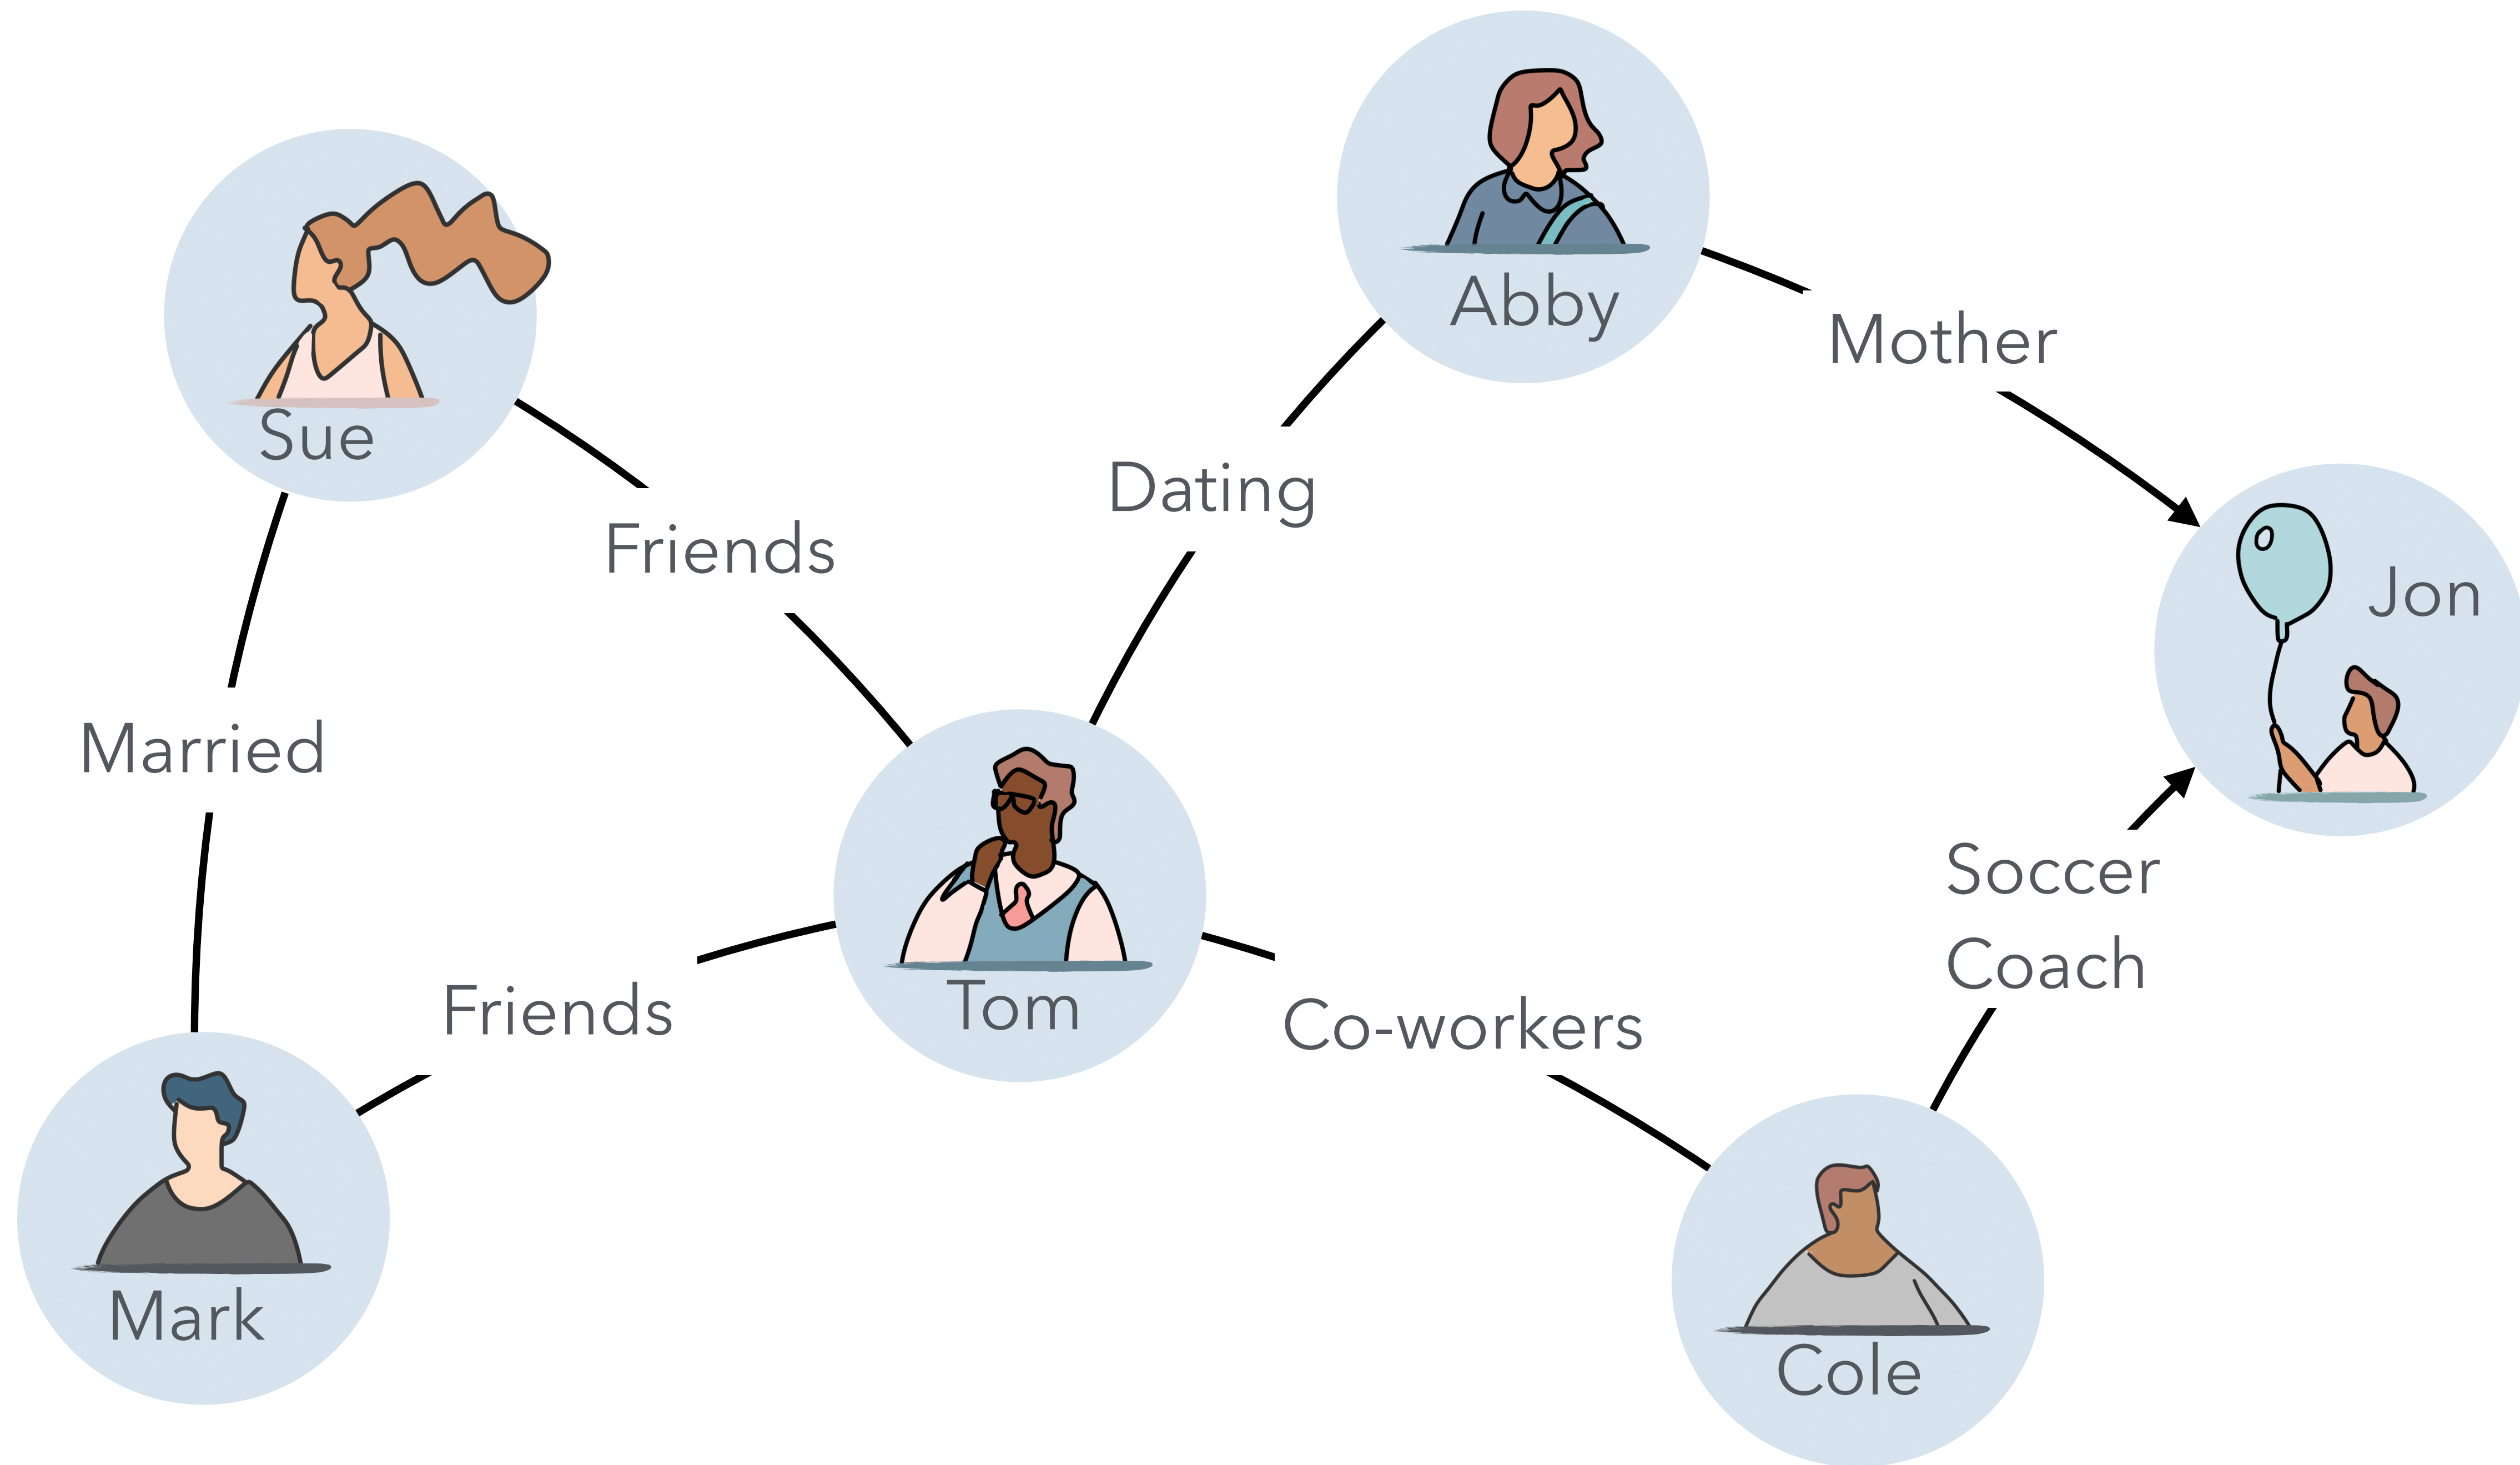 Abby
Mother
Sue
Dating
Friends
Jon
Married
Soccer
Coach
Friends
Tom
Co-workers
Mark
Cole